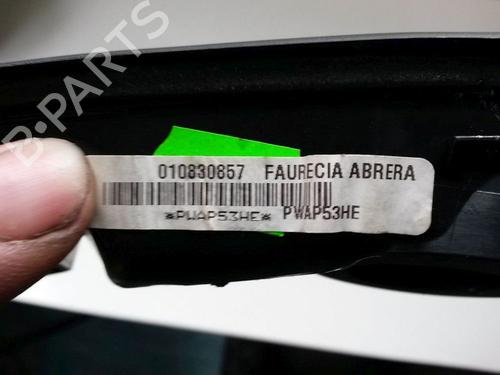 B-PARTS
010830857 FAURECIA ABRERA
*PWAP53HE* PWAP53HE